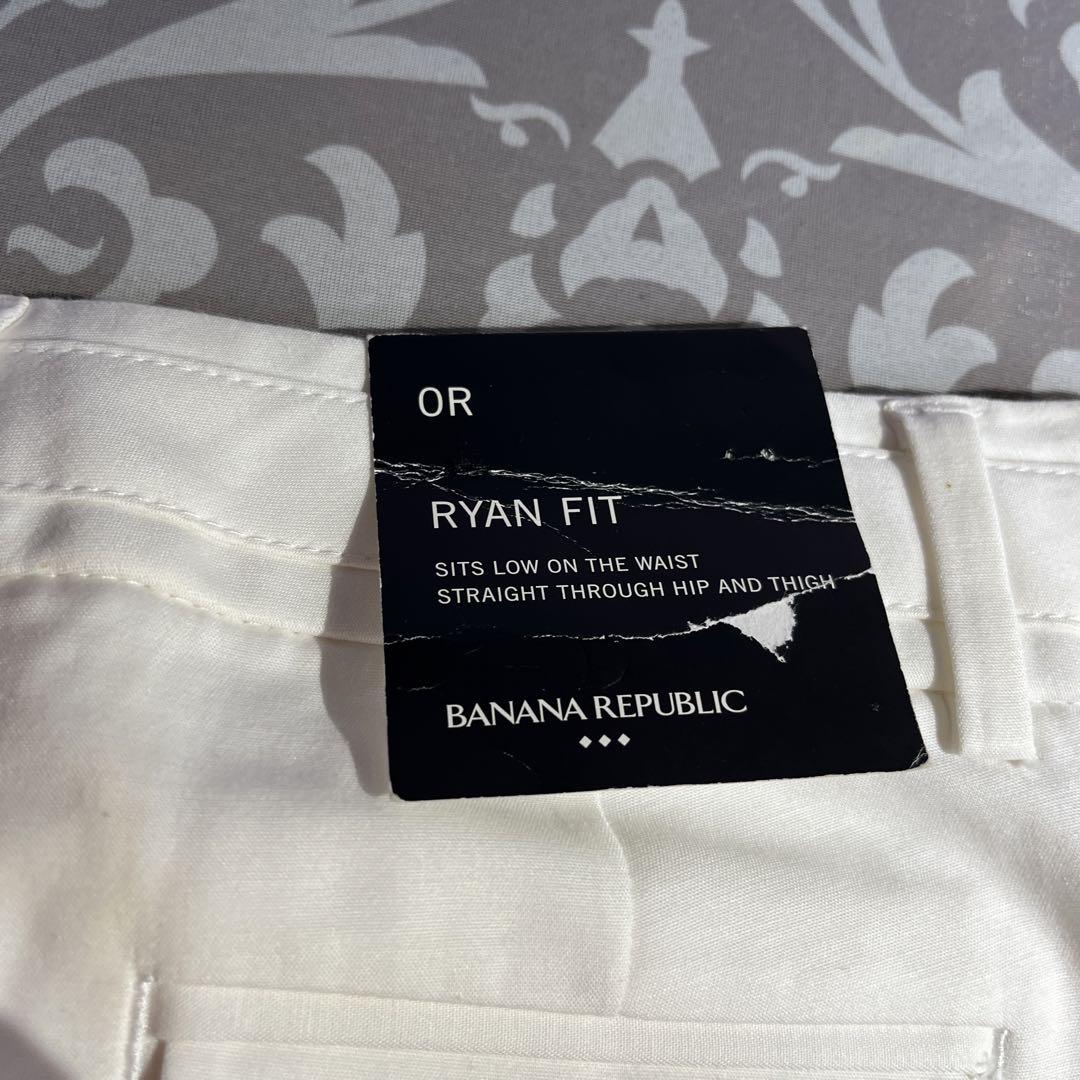 0R
RYAN FIT
SITS LOW ON THE WAIST
STRAIGHT THROUGH HIP AND THIGH
BANANA REPUBLIC